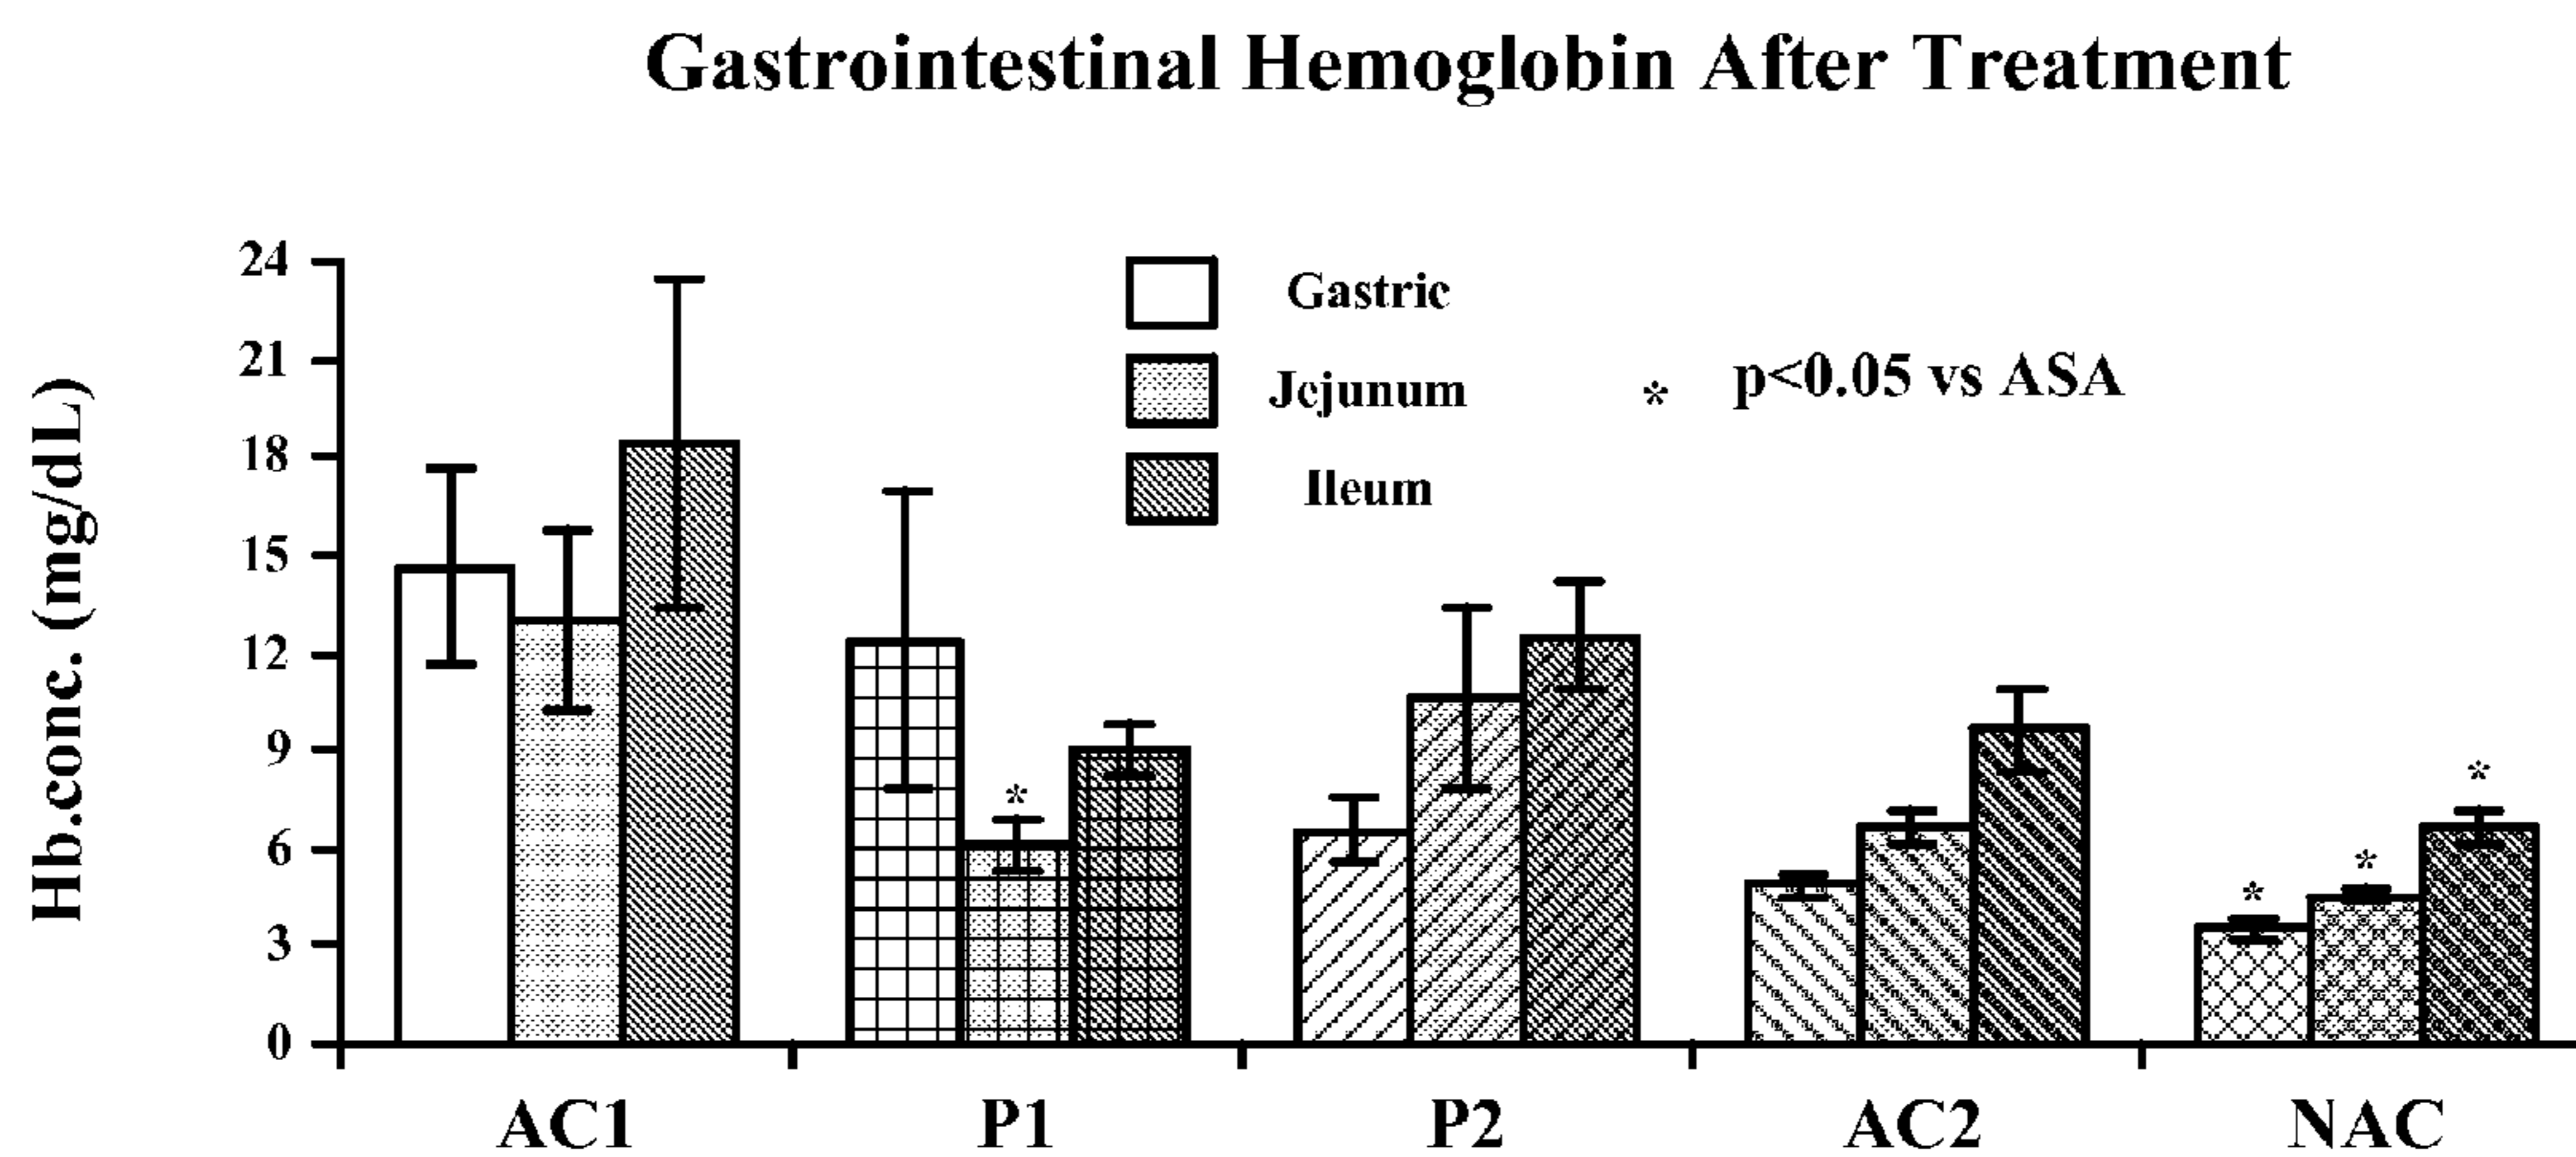 Gastrointestinal Hemoglobin After Treatment
Hb.conc. (mg/dL)
24
21
18
15
12
9
6
3
0
Gastric
Jejunum
Ileum
* p<0.05 vs ASA
*
*
*
*
AC1 P1 P2 AC2 NAC